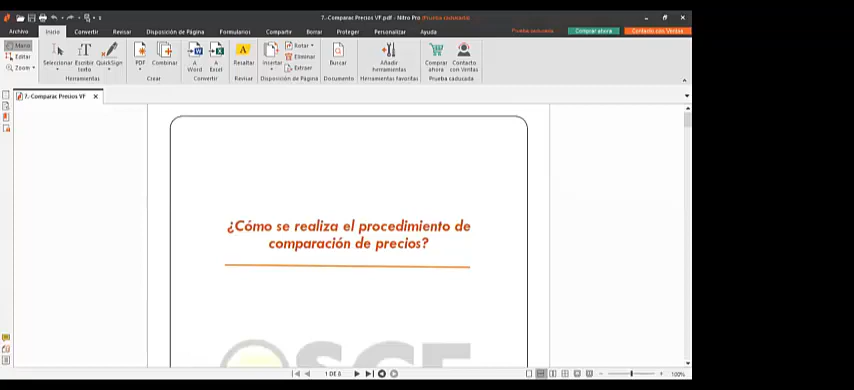 7.-Comparac Precios VF.pdf - Nitro Pro (Prueba caducada)
Archivo Inicio Convertir Revisar Disposición de Página Formularios Compartir Borrar Proteger Personalizar Ayuda Prueba caducada Comprar ahora Contacto con Ventas
Mano
Editar
Zoom
Seleccionar
Escribir texto
QuickSign
Herramientas
PDF
Combinar
Crear
A Word
A Excel
Convertir
Resaltar
Revisar
Insertar
Rotar
Eliminar
Extraer
Disposición de Página
Buscar
Documento
Añadir herramientas
Herramientas favoritas
Comprar ahora
Contacto con Ventas
Prueba caducada
7.-Comparac Precios VF
¿Cómo se realiza el procedimiento de
comparación de precios?
OSCE
1 DE 6
100%